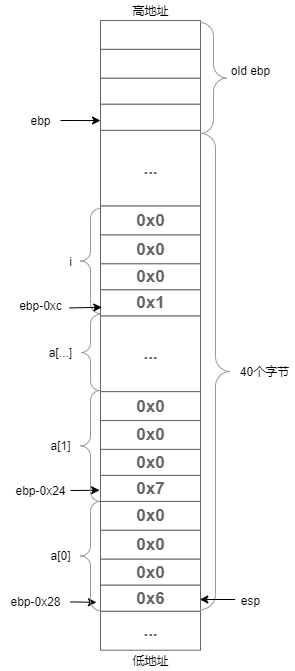 高地址
old ebp
ebp
...
0x0
0x0
i
0x0
ebp-0xc
0x1
a[...]
...
40个字节
0x0
0x0
a[1]
0x0
ebp-0x24
0x7
0x0
0x0
a[0]
0x0
ebp-0x28
0x6
esp
...
低地址